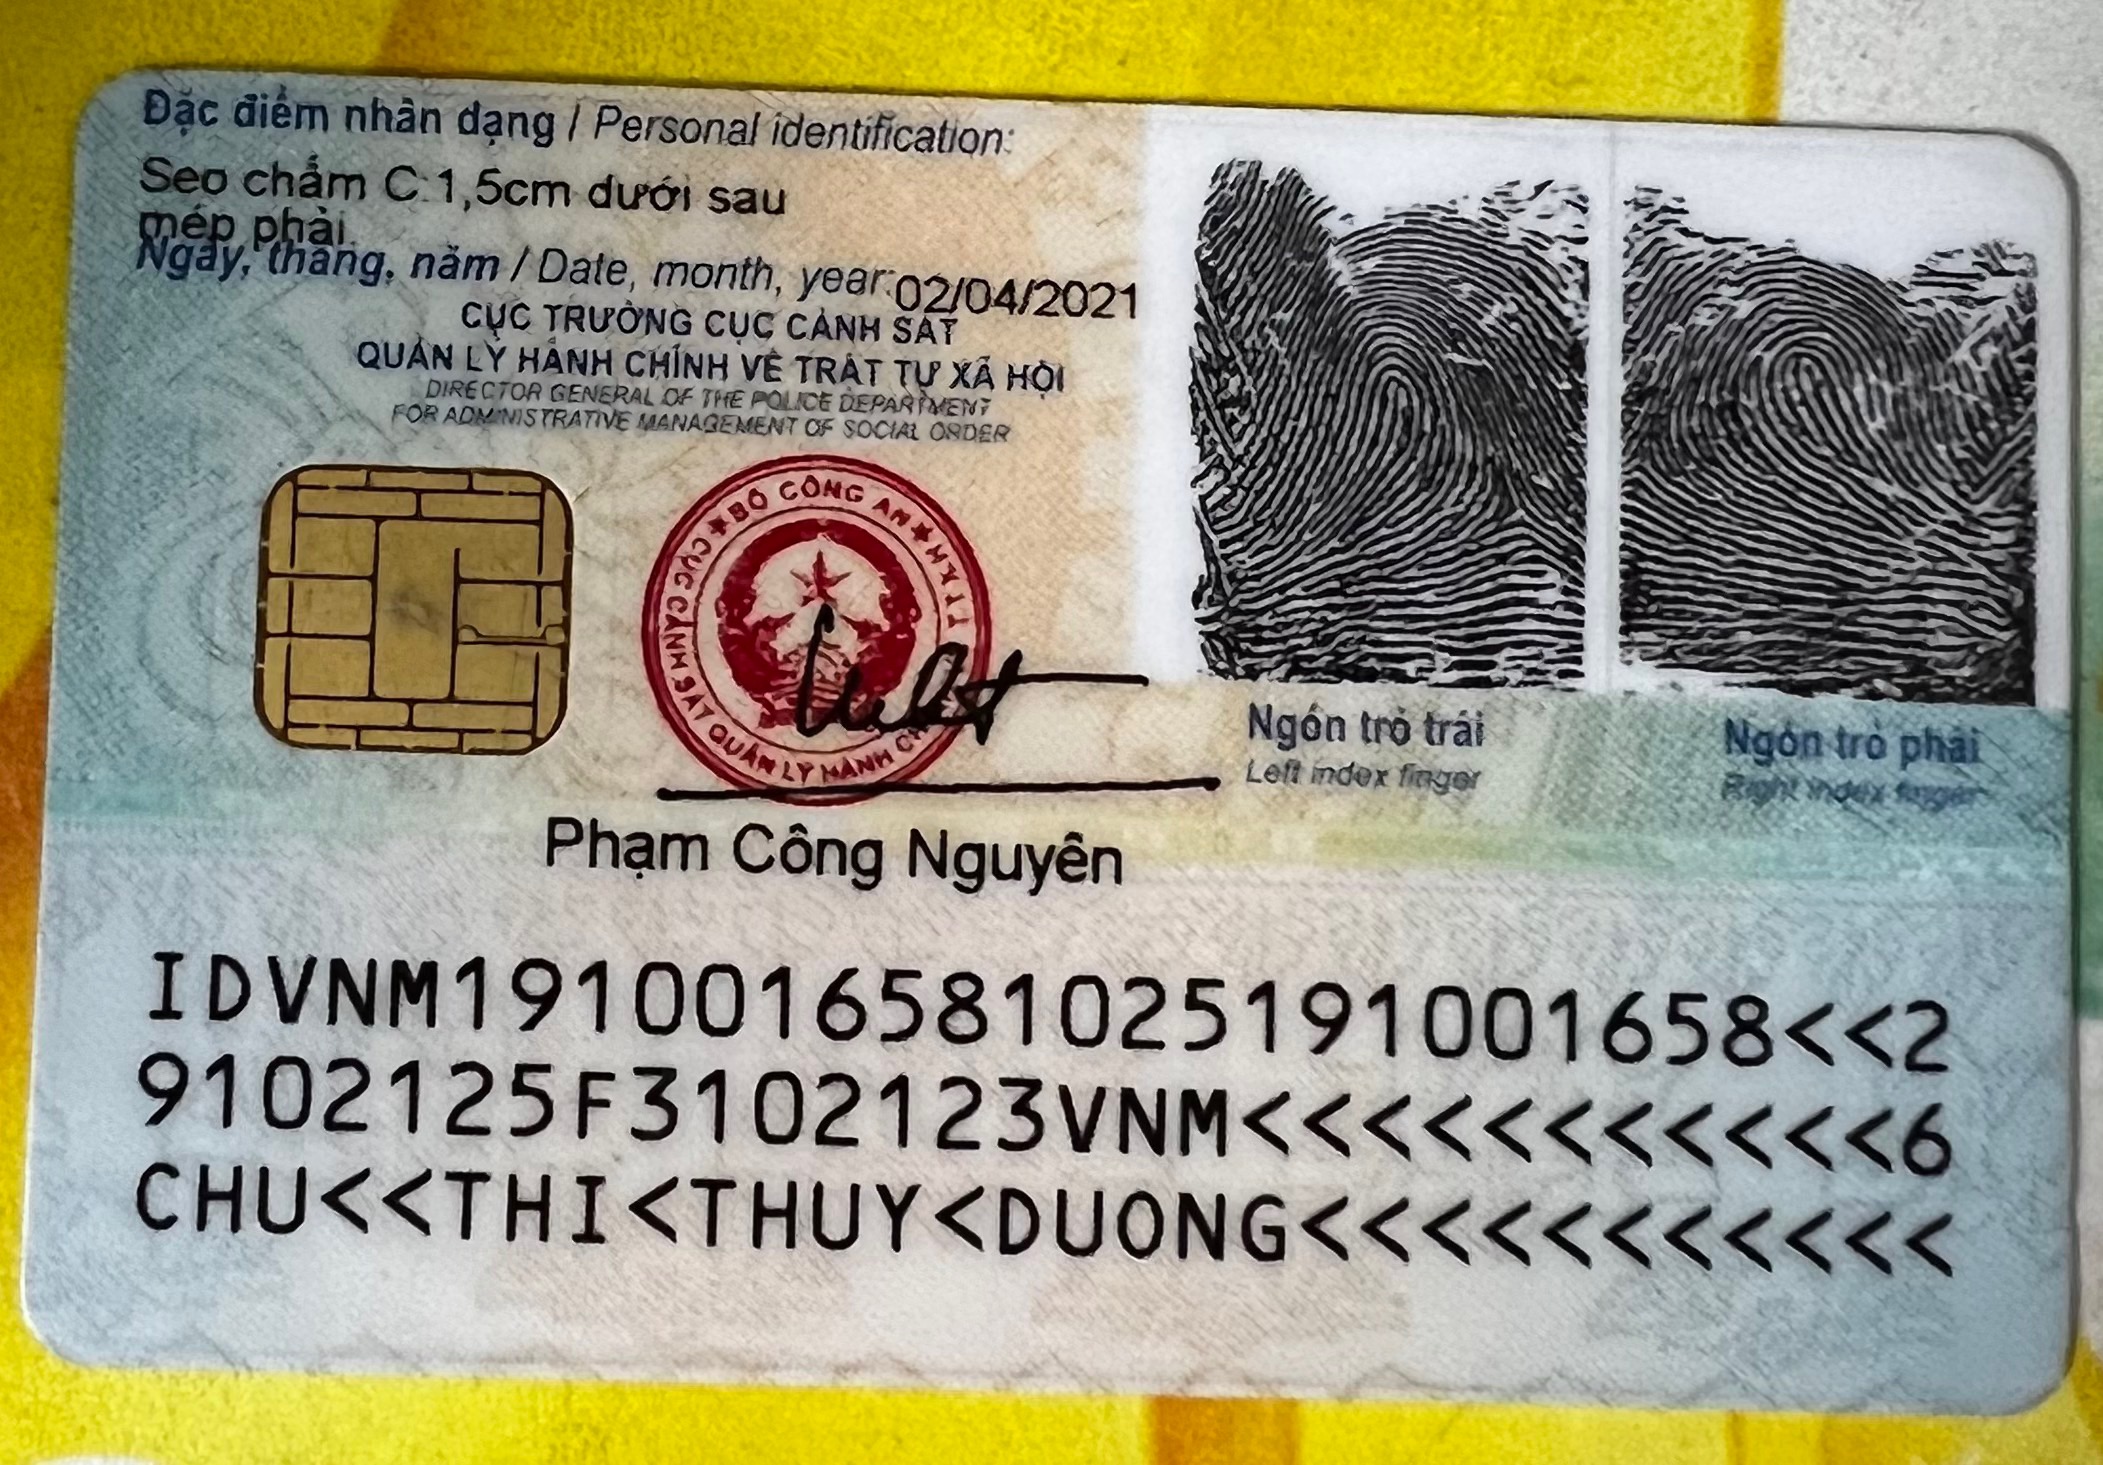 Đặc điểm nhân dạng / Personal identification:
Sẹo chấm C:1,5cm dưới sau
mép phải
Ngày, tháng, năm / Date, month, year: 02/04/2021
CỤC TRƯỞNG CỤC CẢNH SÁT
QUẢN LÝ HÀNH CHÍNH VỀ TRẬT TỰ XÃ HỘI
DIRECTOR GENERAL OF THE POLICE DEPARTMENT
FOR ADMINISTRATIVE MANAGEMENT OF SOCIAL ORDER
BỘ CÔNG AN
CỤC CẢNH SÁT QUẢN LÝ HÀNH
Ngón trỏ trái
Left index finger
Ngón trỏ phải
Right index finger
Phạm Công Nguyên
IDVNM1910016581025191001658<<2
9102125F3102123VNM<<<<<<<<<<<6
CHU<<THI<THUY<DUONG<<<<<<<<<<<